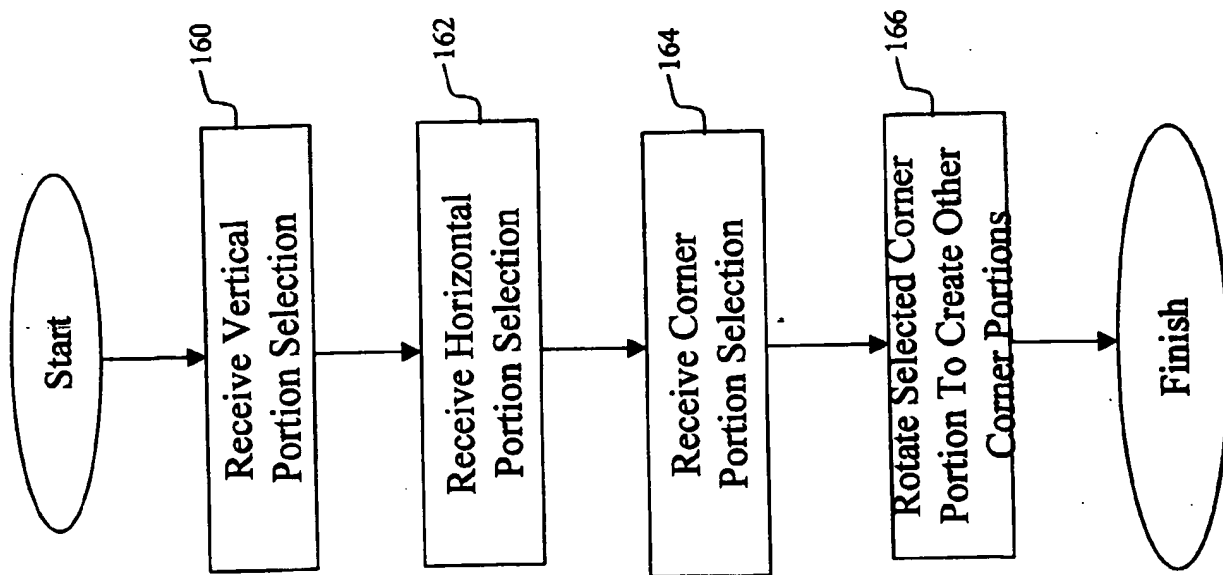 Start
160
Receive Vertical
Portion Selection
162
Receive Horizontal
Portion Selection
164
Receive Corner
Portion Selection
166
Rotate Selected Corner
Portion To Create Other
Corner Portions
Finish